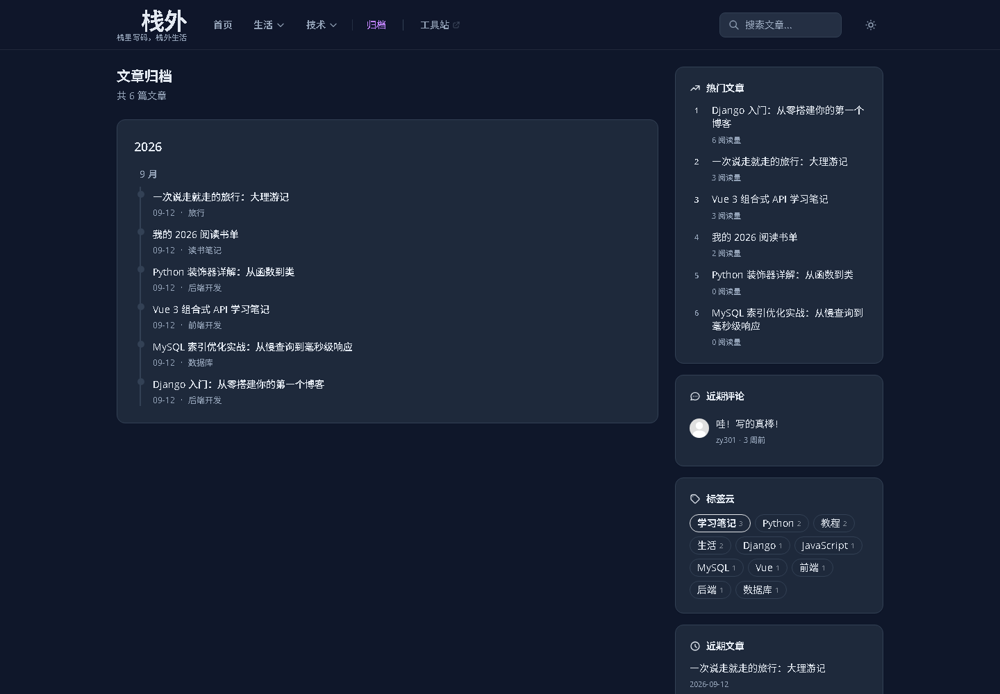 栈外
栈里写码，栈外生活
首页
生活
技术
归档
工具站
搜索文章...
文章归档
共 6 篇文章
2026
9 月
一次说走就走的旅行：大理游记
09-12 · 旅行
我的 2026 阅读书单
09-12 · 读书笔记
Python 装饰器详解：从函数到类
09-12 · 后端开发
Vue 3 组合式 API 学习笔记
09-12 · 前端开发
MySQL 索引优化实战：从慢查询到毫秒级响应
09-12 · 数据库
Django 入门：从零搭建你的第一个博客
09-12 · 后端开发
热门文章
1 Django 入门：从零搭建你的第一个
博客
6 阅读量
2 一次说走就走的旅行：大理游记
3 阅读量
3 Vue 3 组合式 API 学习笔记
3 阅读量
4 我的 2026 阅读书单
2 阅读量
5 Python 装饰器详解：从函数到类
0 阅读量
6 MySQL 索引优化实战：从慢查询到
毫秒级响应
0 阅读量
近期评论
哇！写的真棒！
zy301 · 3 周前
标签云
学习笔记 3 Python 2 教程 2
生活 2 Django 1 JavaScript 1
MySQL 1 Vue 1 前端 1
后端 1 数据库 1
近期文章
一次说走就走的旅行：大理游记
2026-09-12